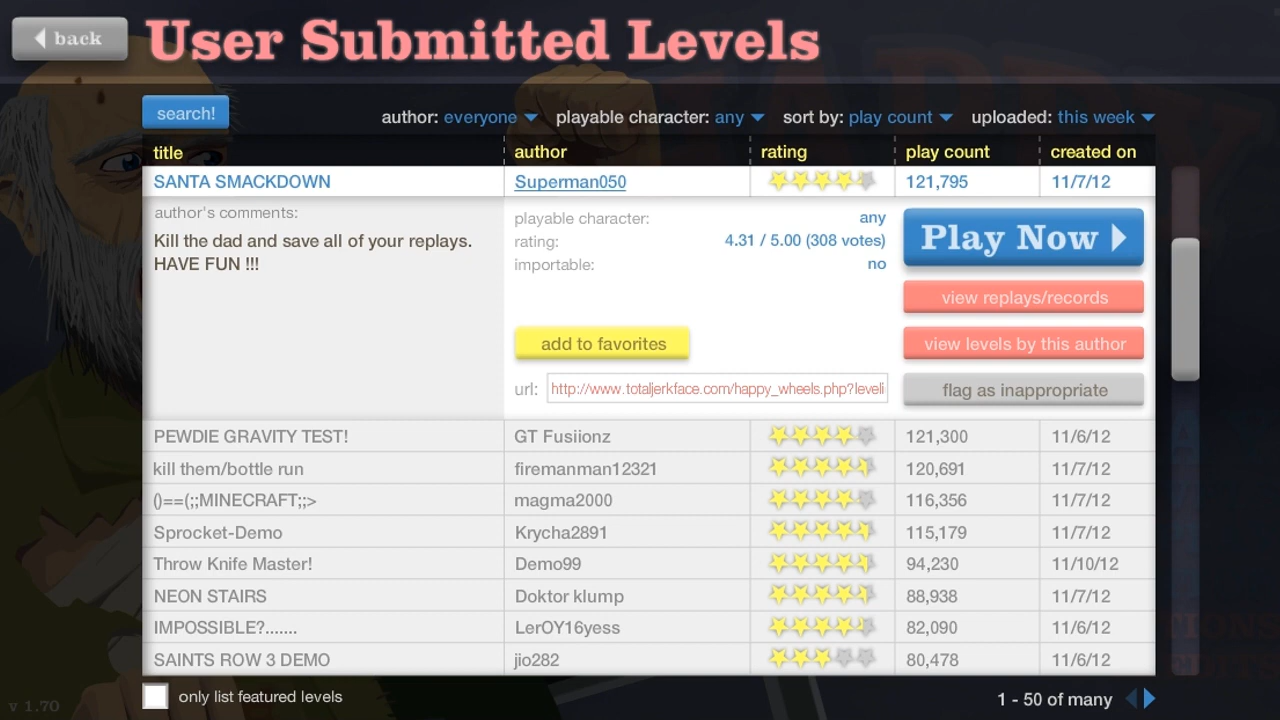 back
User Submitted Levels
search!
author: everyone playable character: any sort by: play count uploaded: this week
title author rating play count created on
SANTA SMACKDOWN Superman050 121,795 11/7/12
author's comments:
Kill the dad and save all of your replays.
HAVE FUN !!!
playable character: any
rating: 4.31 / 5.00 (308 votes)
importable: no
Play Now
view replays/records
add to favorites
view levels by this author
url: http://www.totaljerkface.com/happy_wheels.php?leveli
flag as inappropriate
PEWDIE GRAVITY TEST! GT Fusiionz 121,300 11/6/12
kill them/bottle run firemanman12321 120,691 11/7/12
()==(;;MINECRAFT;;> magma2000 116,356 11/7/12
Sprocket-Demo Krycha2891 115,179 11/7/12
Throw Knife Master! Demo99 94,230 11/10/12
NEON STAIRS Doktor klump 88,938 11/7/12
IMPOSSIBLE?....... LerOY16yess 82,090 11/6/12
SAINTS ROW 3 DEMO jio282 80,478 11/6/12
only list featured levels
1 - 50 of many
v 1.70